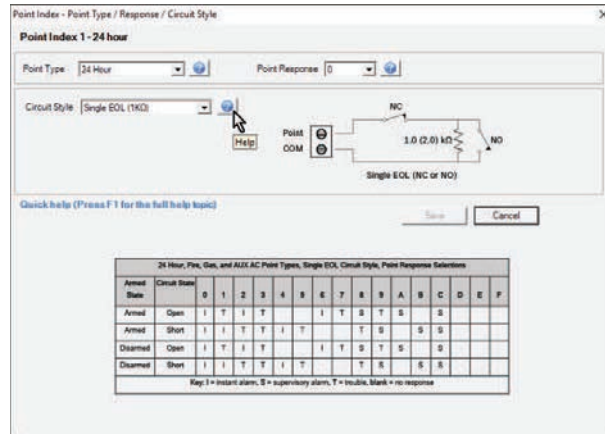 Point Index - Point Type / Response / Circuit Style
Point Index 1 - 24 hour
Point Type 24 Hour Point Response 0
Circuit Style Single EOL (1KΩ)
Help
NC
Point
COM
1.0 (2.0) kΩ
NO
Single EOL (NC or NO)
Quick help (Press F1 for the full help topic)
Save Cancel
24 Hour, Fire, Gas, and AUX AC Point Types, Single EOL Circuit Style, Point Response Selections
Armed State Circuit State 0 1 2 3 4 5 6 7 8 9 A B C D E F
Armed Open I T I T I T S T S S
Armed Short I I T T I T T S S S
Disarmed Open I T I T I T S T S S
Disarmed Short I I T T I T T S S S
Key: I = instant alarm, S = supervisory alarm, T = trouble, blank = no response